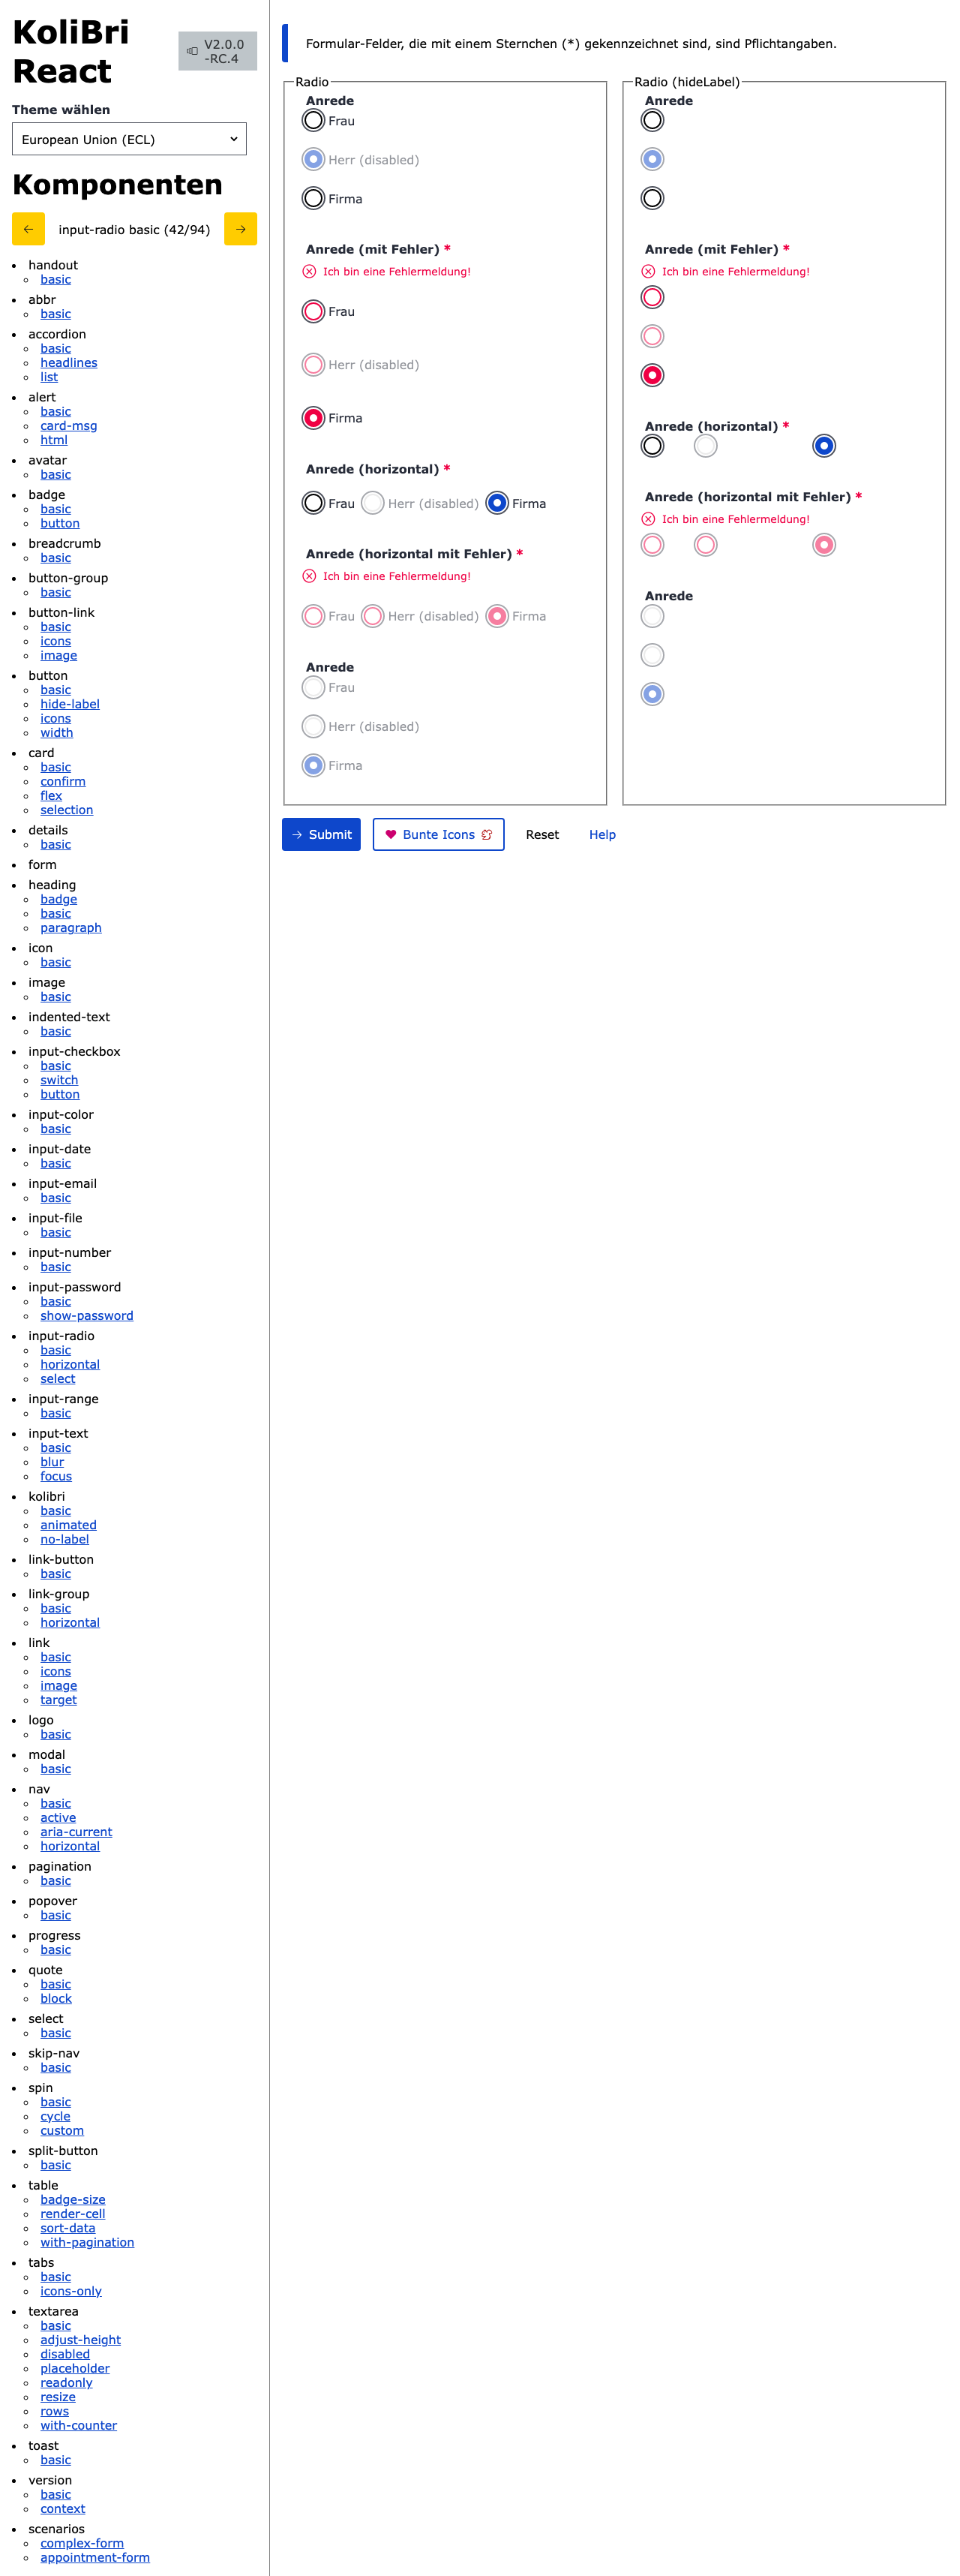 KoliBri
React
V2.0.0
-RC.4
Theme wählen
European Union (ECL)
Komponenten
input-radio basic (42/94)
handout
basic
abbr
basic
accordion
basic
headlines
list
alert
basic
card-msg
html
avatar
basic
badge
basic
button
breadcrumb
basic
button-group
basic
button-link
basic
icons
image
button
basic
hide-label
icons
width
card
basic
confirm
flex
selection
details
basic
form
heading
badge
basic
paragraph
icon
basic
image
basic
indented-text
basic
input-checkbox
basic
switch
button
input-color
basic
input-date
basic
input-email
basic
input-file
basic
input-number
basic
input-password
basic
show-password
input-radio
basic
horizontal
select
input-range
basic
input-text
basic
blur
focus
kolibri
basic
animated
no-label
link-button
basic
link-group
basic
horizontal
link
basic
icons
image
target
logo
basic
modal
basic
nav
basic
active
aria-current
horizontal
pagination
basic
popover
basic
progress
basic
quote
basic
block
select
basic
skip-nav
basic
spin
basic
cycle
custom
split-button
basic
table
badge-size
render-cell
sort-data
with-pagination
tabs
basic
icons-only
textarea
basic
adjust-height
disabled
placeholder
readonly
resize
rows
with-counter
toast
basic
version
basic
context
scenarios
complex-form
appointment-form
Formular-Felder, die mit einem Sternchen (*) gekennzeichnet sind, sind Pflichtangaben.
Radio
Anrede
Frau
Herr (disabled)
Firma
Anrede (mit Fehler) *
Ich bin eine Fehlermeldung!
Frau
Herr (disabled)
Firma
Anrede (horizontal) *
Frau Herr (disabled) Firma
Anrede (horizontal mit Fehler) *
Ich bin eine Fehlermeldung!
Frau Herr (disabled) Firma
Anrede
Frau
Herr (disabled)
Firma
Radio (hideLabel)
Anrede
Anrede (mit Fehler) *
Ich bin eine Fehlermeldung!
Anrede (horizontal) *
Anrede (horizontal mit Fehler) *
Ich bin eine Fehlermeldung!
Anrede
Submit Bunte Icons Reset Help